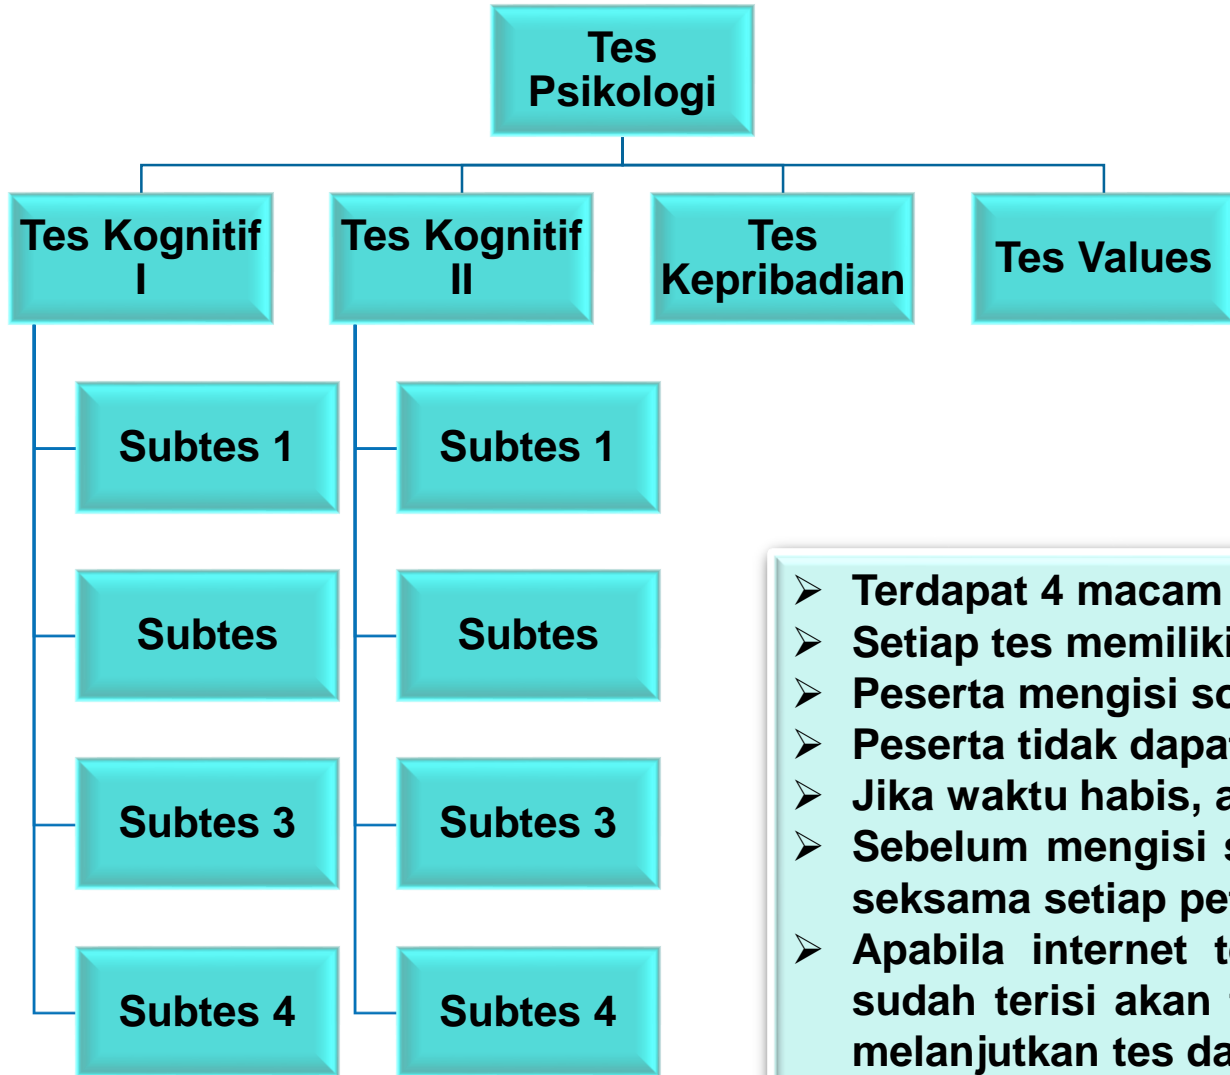 Tes
Psikologi
Tes Kognitif
I
Tes Kognitif
II
Tes
Kepribadian
Tes Values
Subtes 1
Subtes 1
Subtes
Subtes
Subtes 3
Subtes 3
Subtes 4
Subtes 4
➢ Terdapat 4 macam
➢ Setiap tes memiliki
➢ Peserta mengisi
➢ Peserta tidak
➢ Jika waktu habis,
➢ Sebelum mengisi
seksama setiap
➢ Apabila internet
sudah terisi akan
melanjutkan tes